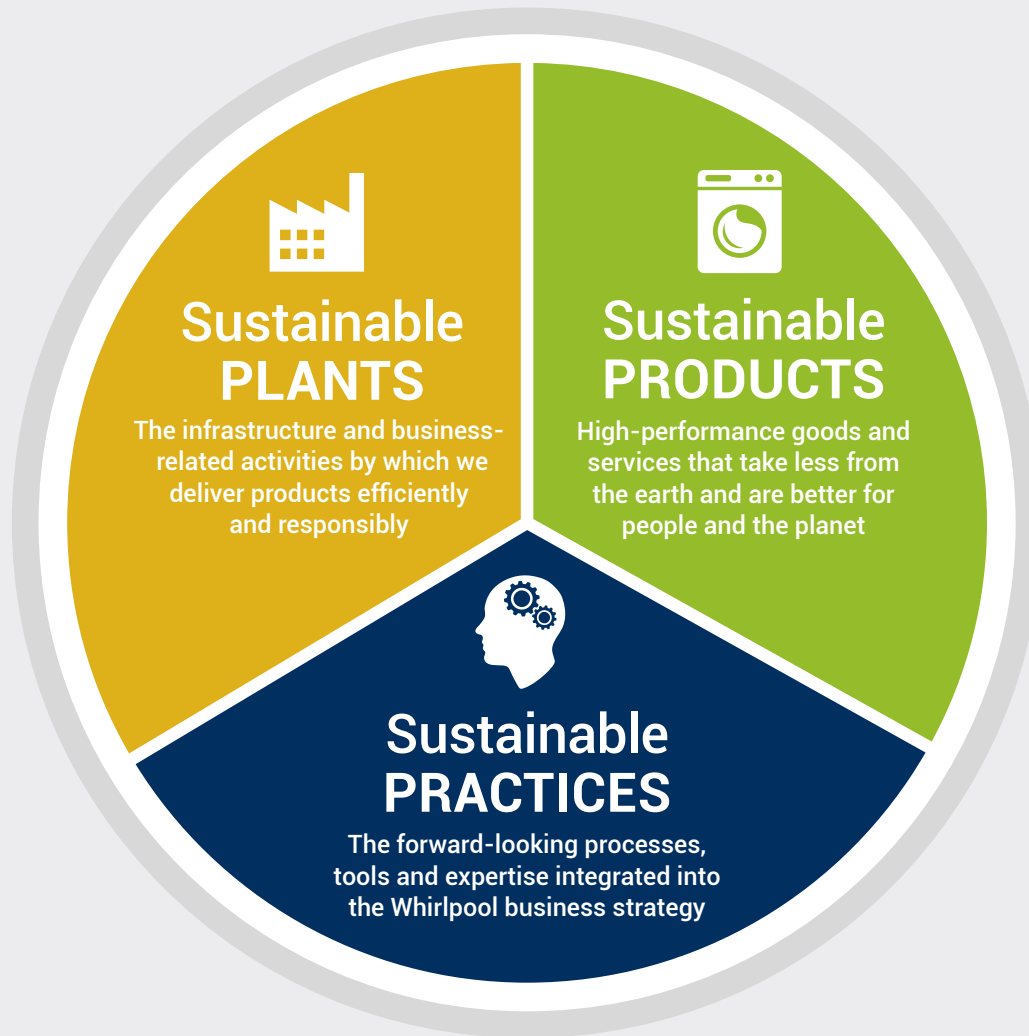 Sustainable
PLANTS
The infrastructure and business-
related activities by which we
deliver products efficiently
and responsibly
Sustainable
PRODUCTS
High-performance goods and
services that take less from
the earth and are better for
people and the planet
Sustainable
PRACTICES
The forward-looking processes,
tools and expertise integrated into
the Whirlpool business strategy